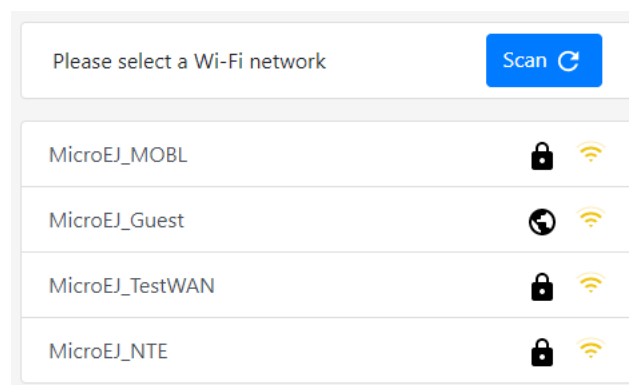 Please select a Wi-Fi network
Scan
MicroEJ_MOBL
MicroEJ_Guest
MicroEJ_TestWAN
MicroEJ_NTE